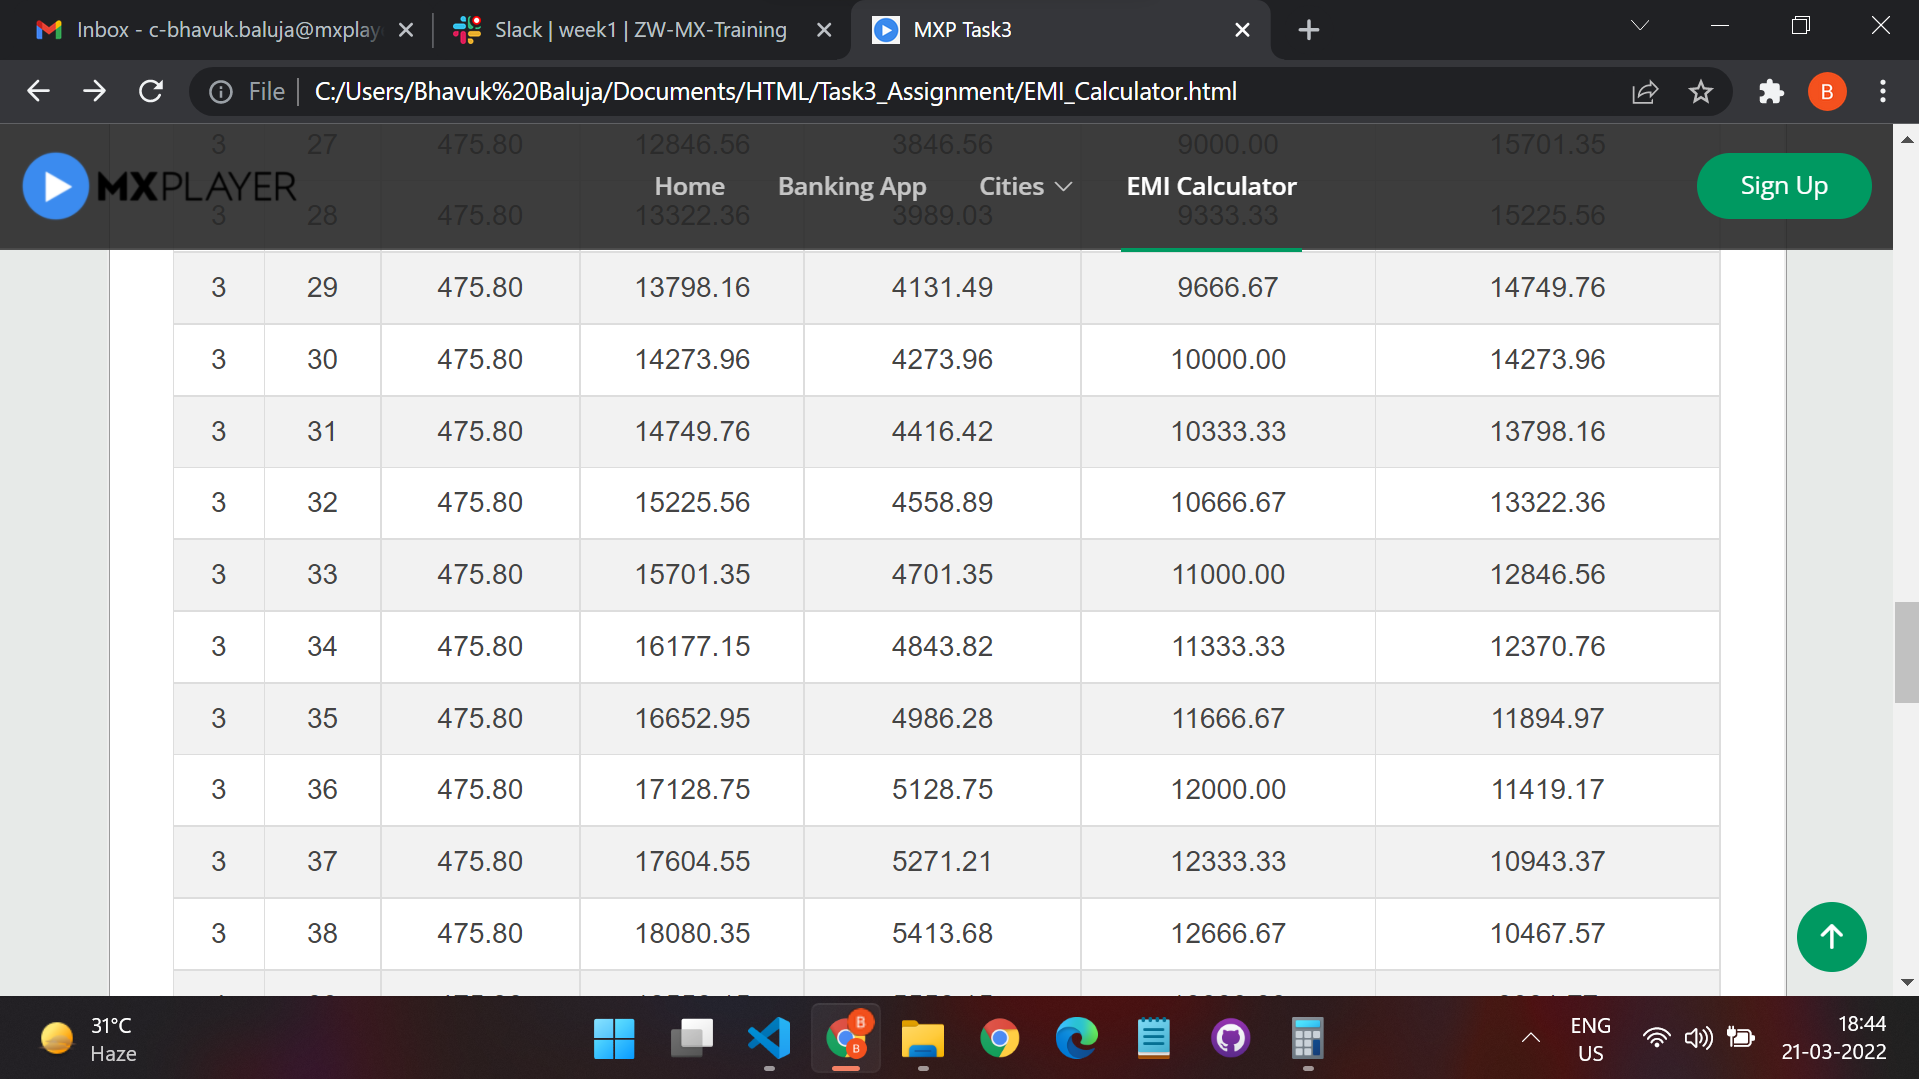 Inbox - c-bhavuk.baluja@mxplay
Slack | week1 | ZW-MX-Training
MXP Task3
File
C:/Users/Bhavuk%20Baluja/Documents/HTML/Task3_Assignment/EMI_Calculator.html
B
3 27 475.80 12846.56 3846.56 9000.00 15701.35
MXPLAYER
Home
Banking App
Cities
EMI Calculator
Sign Up
3 28 475.80 13322.36 3989.03 9333.33 15225.56
3 29 475.80 13798.16 4131.49 9666.67 14749.76
3 30 475.80 14273.96 4273.96 10000.00 14273.96
3 31 475.80 14749.76 4416.42 10333.33 13798.16
3 32 475.80 15225.56 4558.89 10666.67 13322.36
3 33 475.80 15701.35 4701.35 11000.00 12846.56
3 34 475.80 16177.15 4843.82 11333.33 12370.76
3 35 475.80 16652.95 4986.28 11666.67 11894.97
3 36 475.80 17128.75 5128.75 12000.00 11419.17
3 37 475.80 17604.55 5271.21 12333.33 10943.37
3 38 475.80 18080.35 5413.68 12666.67 10467.57
31°C
Haze
B
B
ENG
US
18:44
21-03-2022